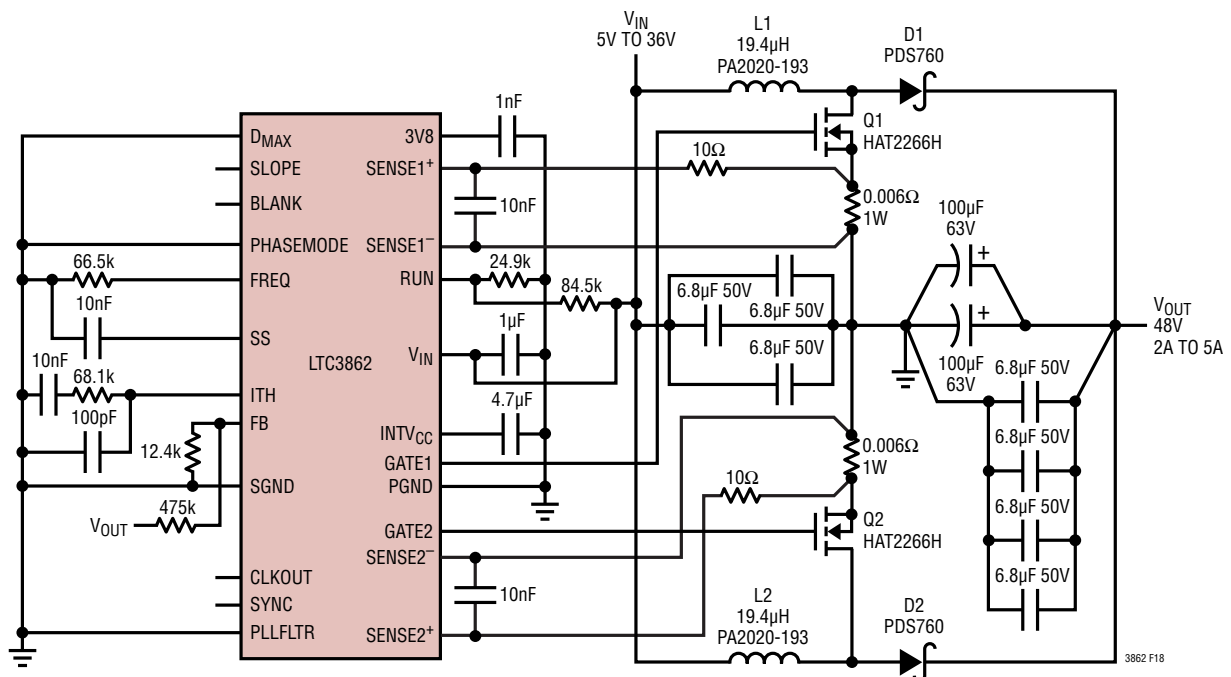 VIN
5V TO 36V
L1
19.4µH
PA2020-193
D1
PDS760
1nF
DMAX
3V8
Q1
HAT2266H
SLOPE
SENSE1+
10Ω
BLANK
10nF
0.006Ω
1W
100µF
63V
+
PHASEMODE
SENSE1–
66.5k
FREQ
RUN
24.9k
84.5k
6.8µF 50V
6.8µF 50V
+
VOUT
48V
2A TO 5A
10nF
SS
1µF
6.8µF 50V
100µF
63V
10nF
68.1k
LTC3862
VIN
ITH
100pF
4.7µF
6.8µF 50V
FB
12.4k
INTVCC
0.006Ω
1W
6.8µF 50V
GATE1
SGND
PGND
10Ω
475k
VOUT
6.8µF 50V
GATE2
Q2
HAT2266H
SENSE2–
6.8µF 50V
CLKOUT
10nF
SYNC
L2
19.4µH
PA2020-193
D2
PDS760
PLLFLTR
SENSE2+
3862 F18